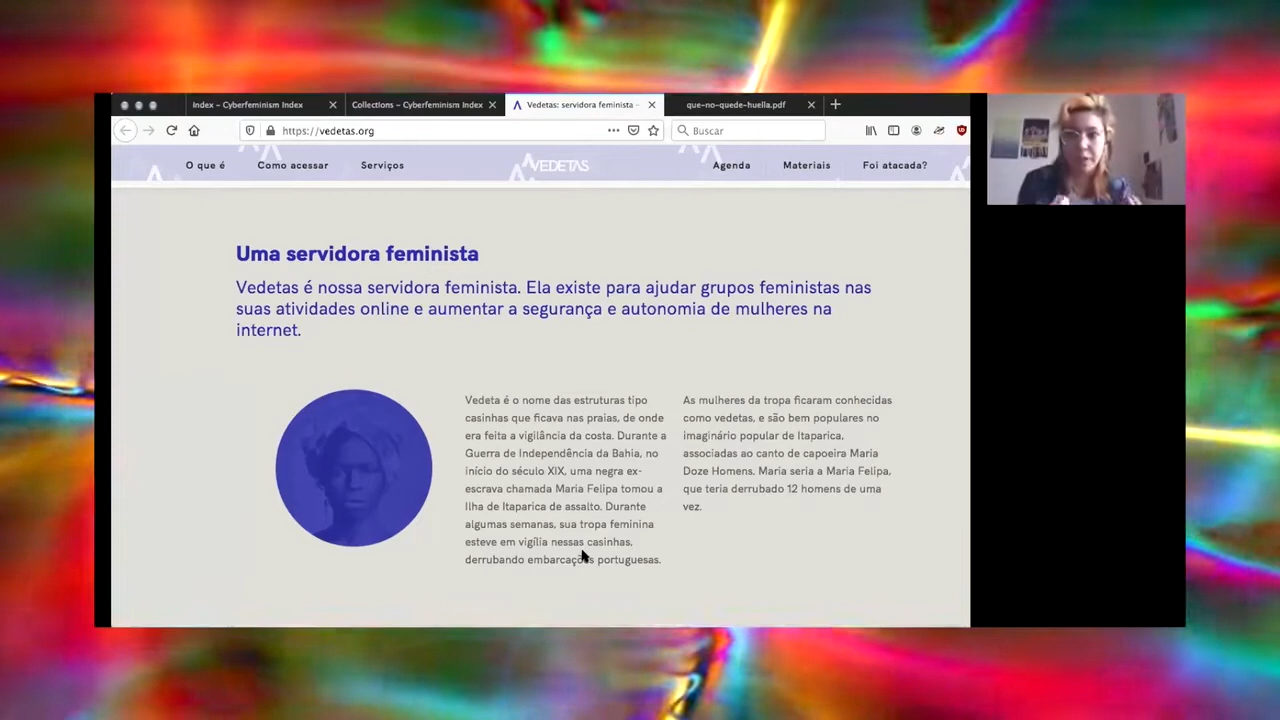 Index – Cyberfeminism Index
Collections – Cyberfeminism Index
Vedetas: servidora feminista -
que-no-quede-huella.pdf
https://vedetas.org
Buscar
O que é
Como acessar
Serviços
VEDETAS
Agenda
Materiais
Foi atacada?
Uma servidora feminista
Vedetas é nossa servidora feminista. Ela existe para ajudar grupos feministas nas
suas atividades online e aumentar a segurança e autonomia de mulheres na
internet.
Vedeta é o nome das estruturas tipo
casinhas que ficava nas praias, de onde
era feita a vigilância da costa. Durante a
Guerra de Independência da Bahia, no
início do século XIX, uma negra ex-
escrava chamada Maria Felipa tomou a
Ilha de Itaparica de assalto. Durante
algumas semanas, sua tropa feminina
esteve em vigília nessas casinhas,
derrubando embarcações portuguesas.
As mulheres da tropa ficaram conhecidas
como vedetas, e são bem populares no
imaginário popular de Itaparica,
associadas ao canto de capoeira Maria
Doze Homens. Maria seria a Maria Felipa,
que teria derrubado 12 homens de uma
vez.